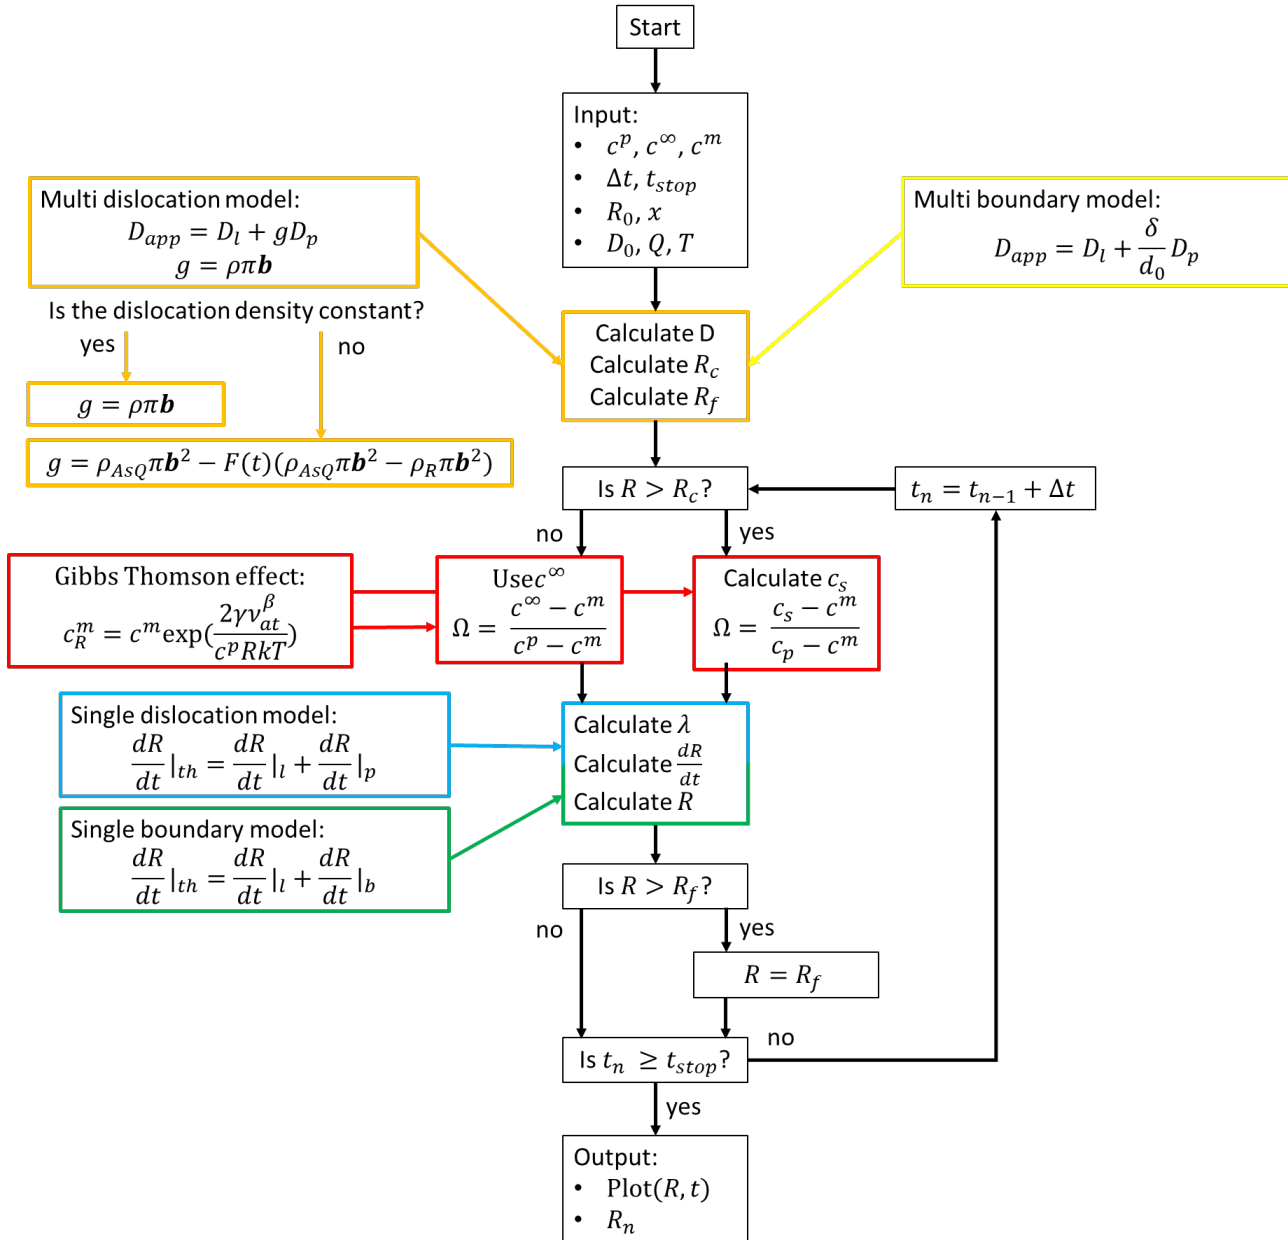 Start
Input:
• c^p, c^∞, c^m
• Δt, t_stop
• R_0, x
• D_0, Q, T
Multi dislocation model:
D_app = D_l + gD_p
g = ρπb
Multi boundary model:
D_app = D_l + δ/d_0 D_p
Is the dislocation density constant?
yes
no
g = ρπb
g = ρ_AsQ πb^2 − F(t)(ρ_AsQ πb^2 − ρ_R πb^2)
Calculate D
Calculate R_c
Calculate R_f
Is R > R_c?
t_n = t_{n−1} + Δt
no
yes
Gibbs Thomson effect:
c_R^m = c^m exp(2γν_at^β / c^p RkT)
Usec^∞
Ω = (c^∞ − c^m) / (c^p − c^m)
Calculate c_s
Ω = (c_s − c^m) / (c_p − c^m)
Single dislocation model:
dR/dt |_th = dR/dt |_l + dR/dt |_p
Single boundary model:
dR/dt |_th = dR/dt |_l + dR/dt |_b
Calculate λ
Calculate dR/dt
Calculate R
Is R > R_f?
no
yes
R = R_f
Is t_n ≥ t_stop?
no
yes
Output:
• Plot(R, t)
• R_n